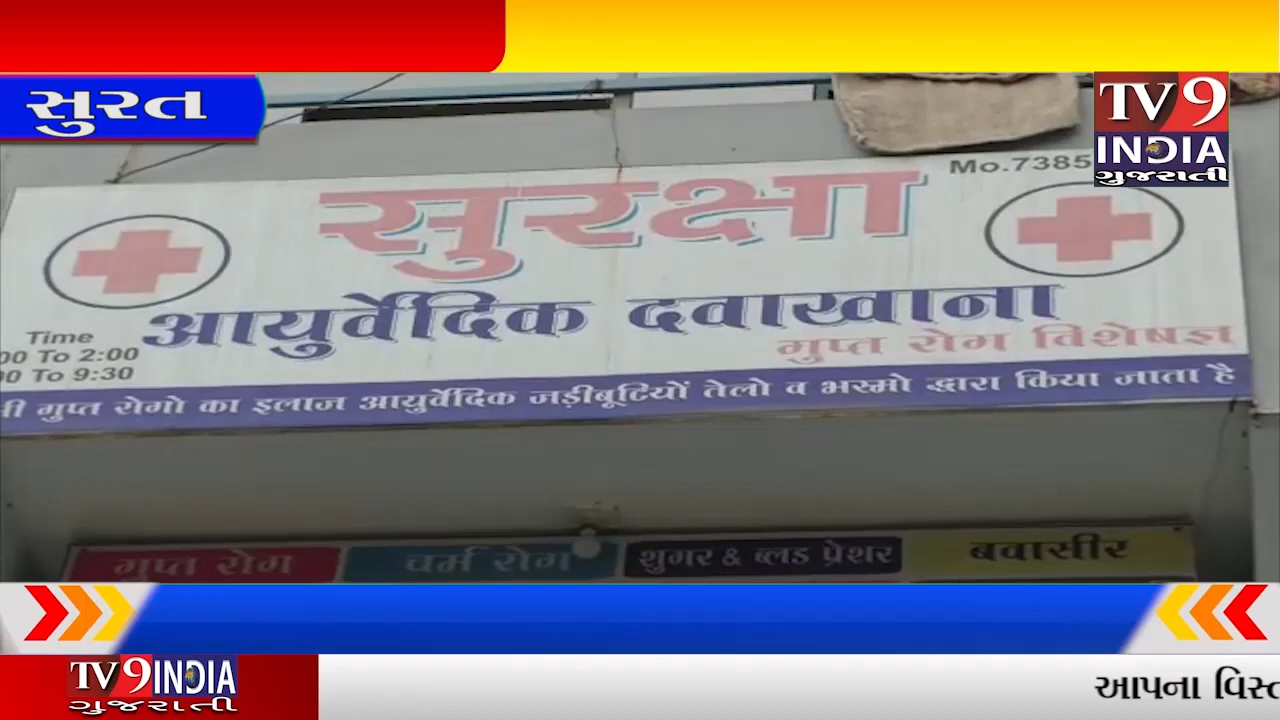 સુરત
TV9
INDIA
ગુજરાતી
Mo.7385
सुरक्षा
आयुर्वेदिक दवाखाना
गुप्त रोग विशेषज्ञ
Time
00 To 2:00
00 To 9:30
गुप्त रोगो का इलाज आयुर्वेदिक जड़ीबूटियों तेलो व भस्मो द्धारा किया जाता है
गुप्त रोग
चर्म रोग
शुगर & ब्लड प्रेशर
बवासीर
TV9INDIA
ગુજરાતી
આપના